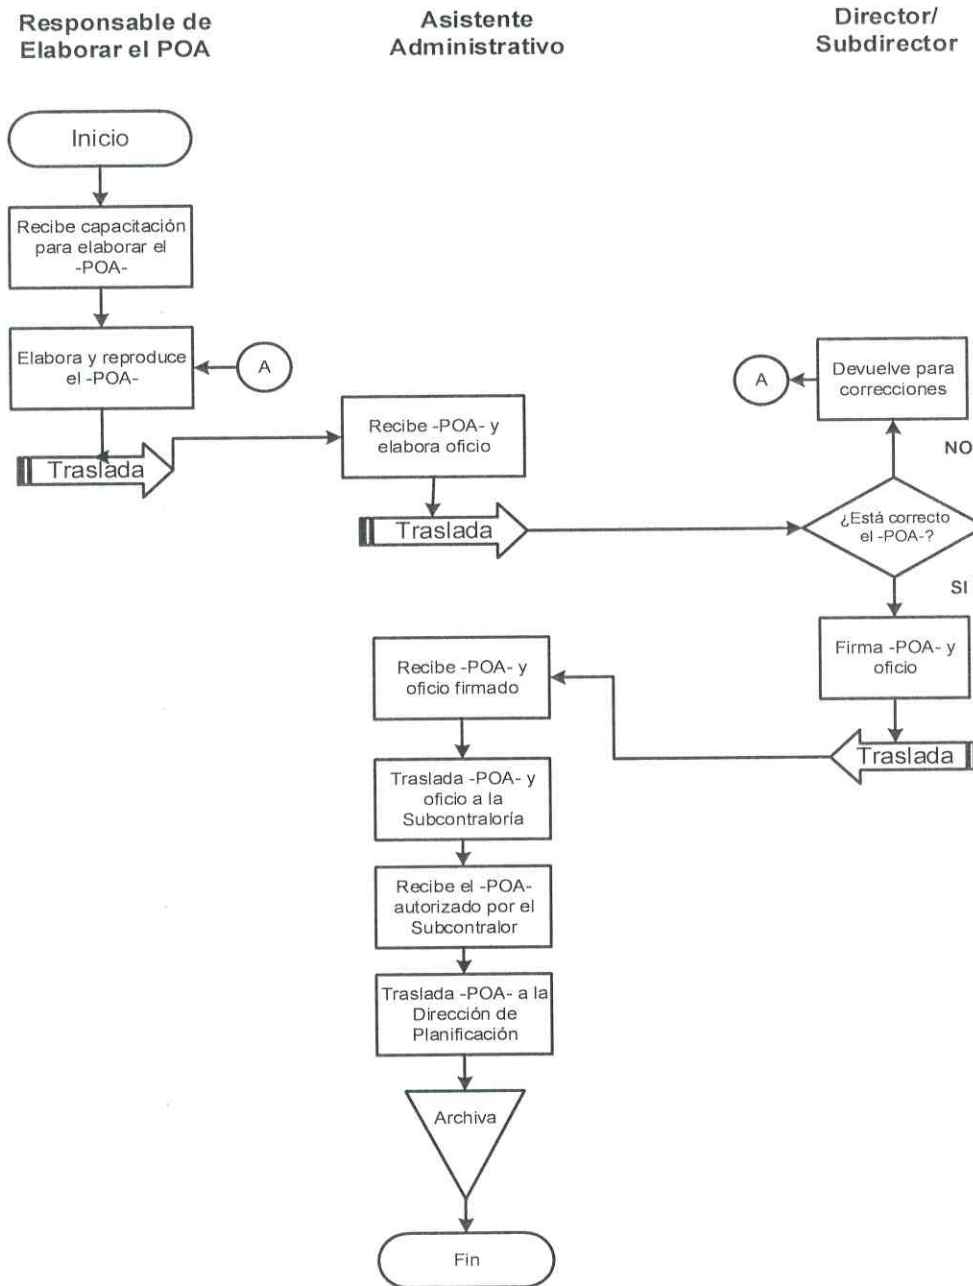 Responsable de
Elaborar el POA
Asistente
Administrativo
Director/
Subdirector
Inicio
Recibe capacitación
para elaborar el
-POA-
Elabora y reproduce
el -POA-
A
Traslada
Recibe -POA- y
elabora oficio
Traslada
A
Devuelve para
correcciones
NO
¿Está correcto
el -POA-?
SI
Firma -POA- y
oficio
Traslada
Recibe -POA- y
oficio firmado
Traslada -POA- y
oficio a la
Subcontraloría
Recibe el -POA-
autorizado por el
Subcontralor
Traslada -POA- a la
Dirección de
Planificación
Archiva
Fin